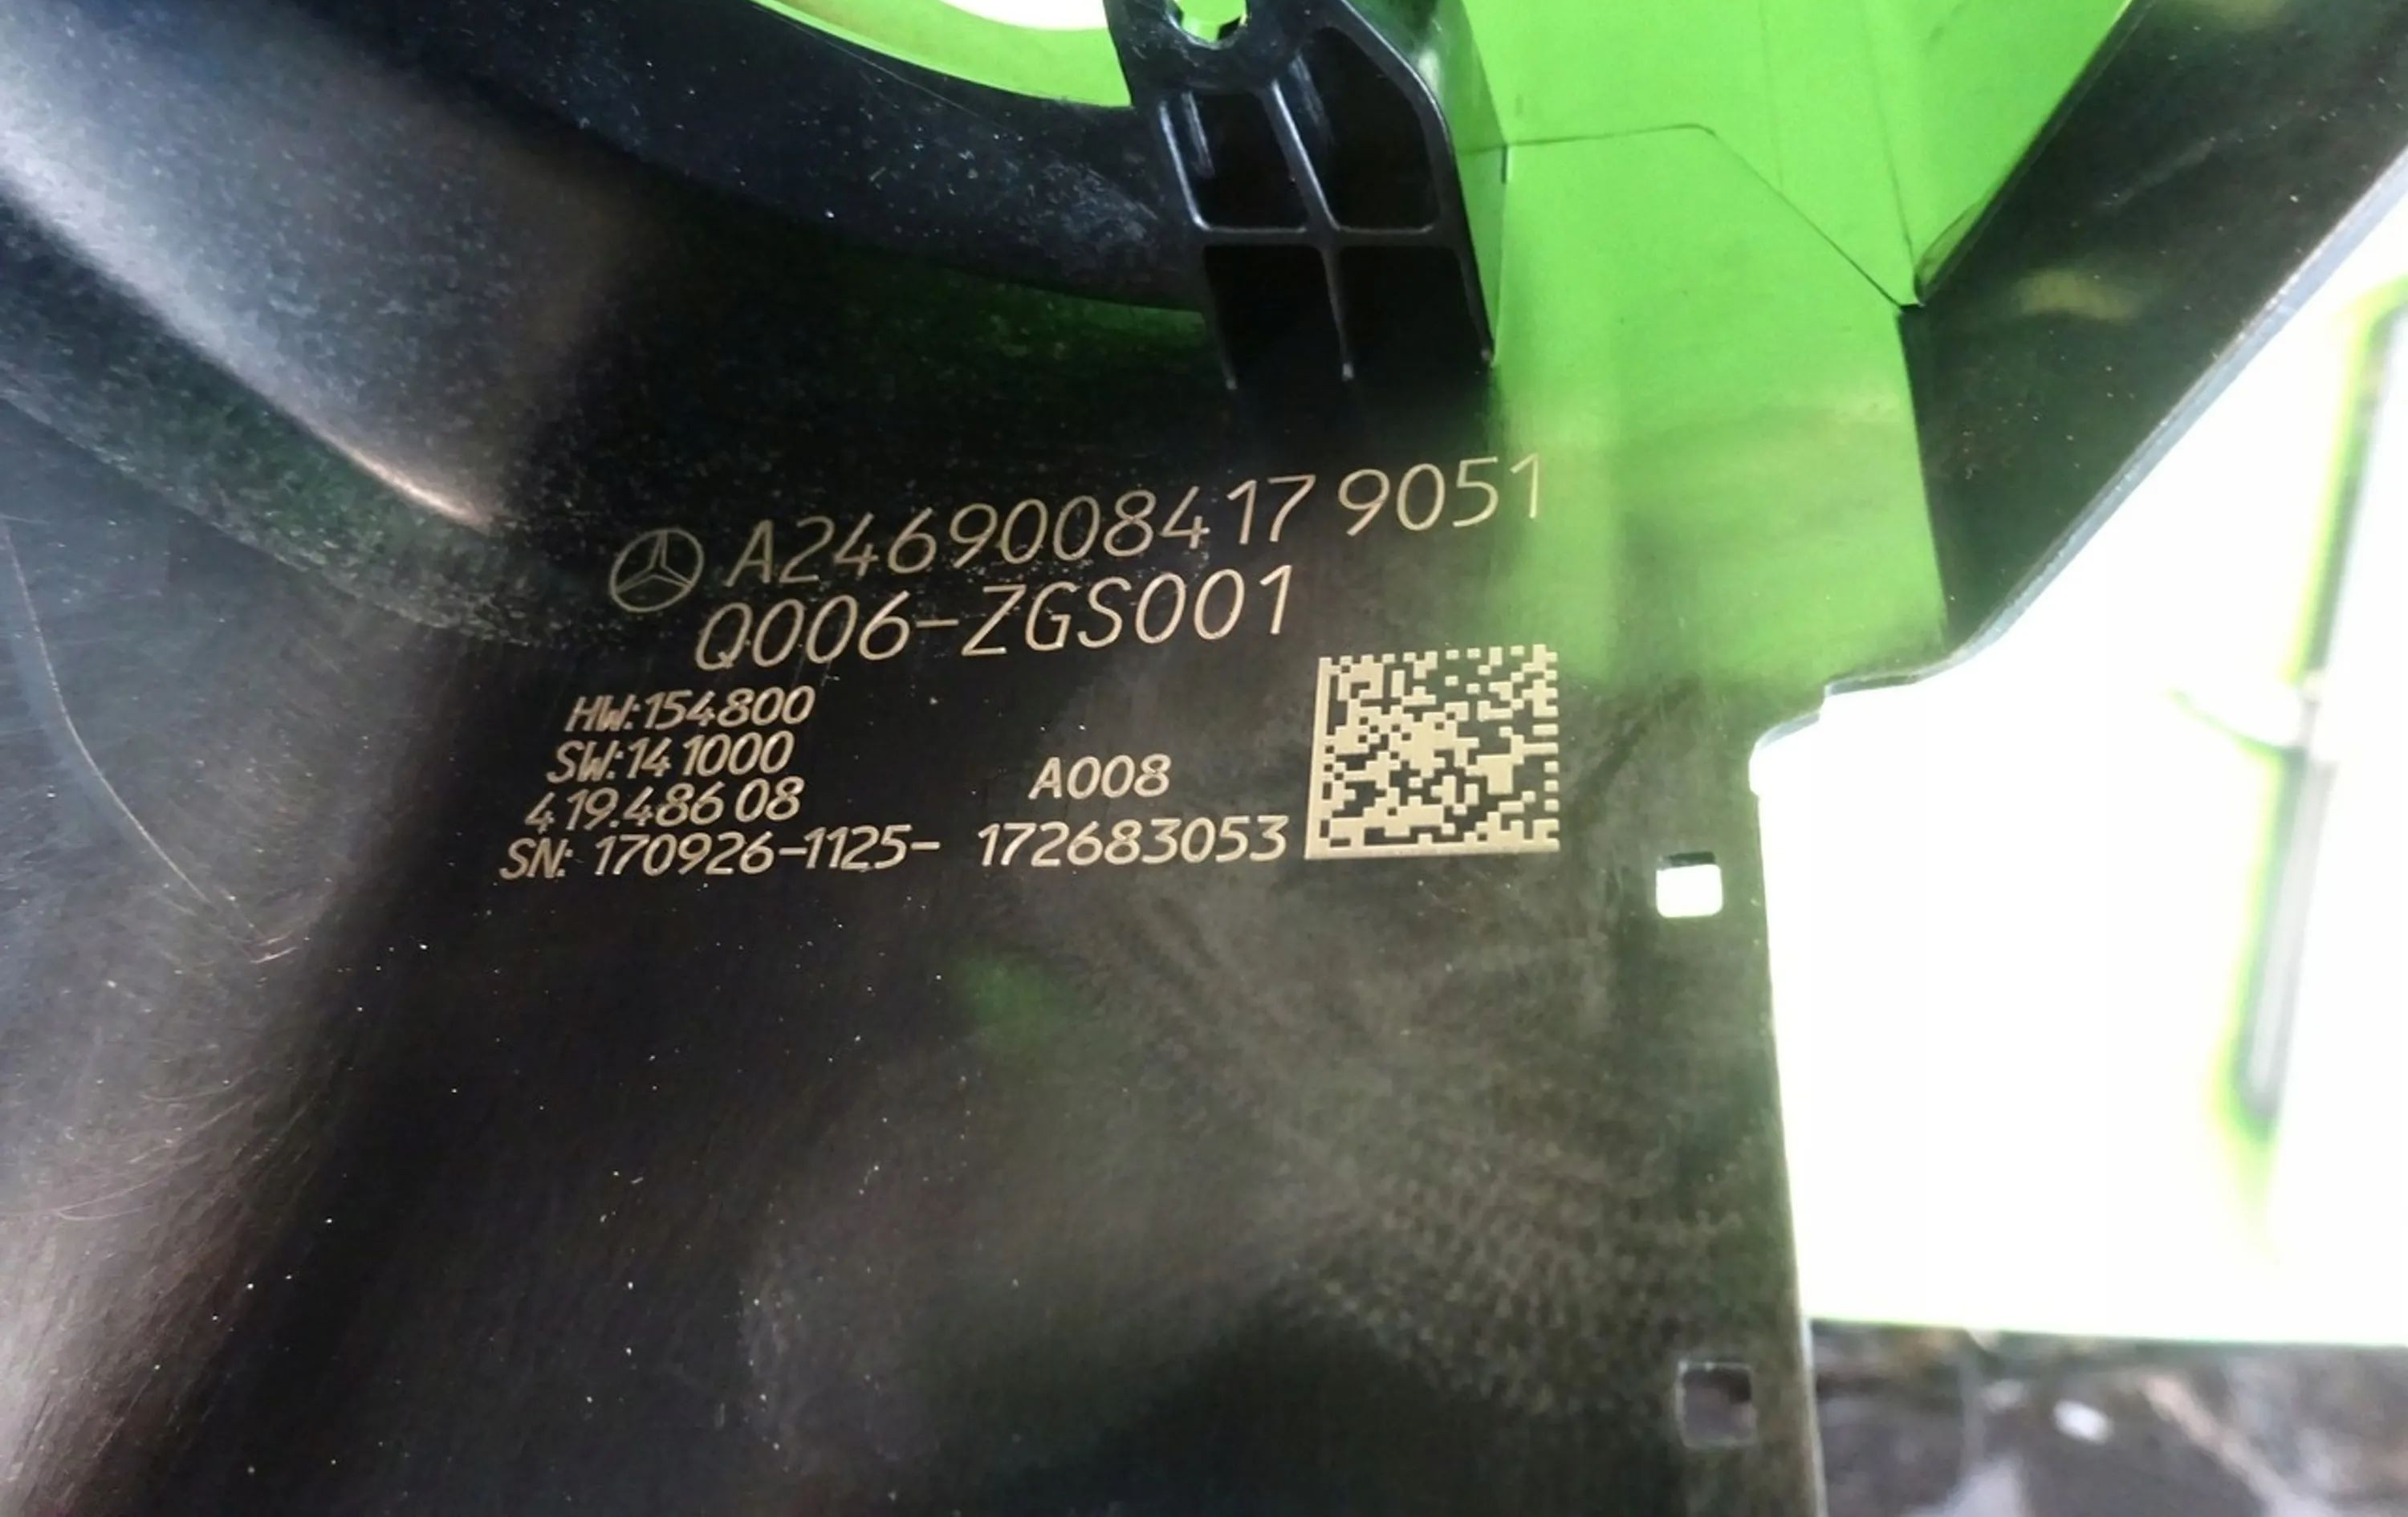 A2469008417 9051
Q006-ZGS001
HW:154800
SW:141000
419.486 08 A008
SN: 170926-1125- 172683053